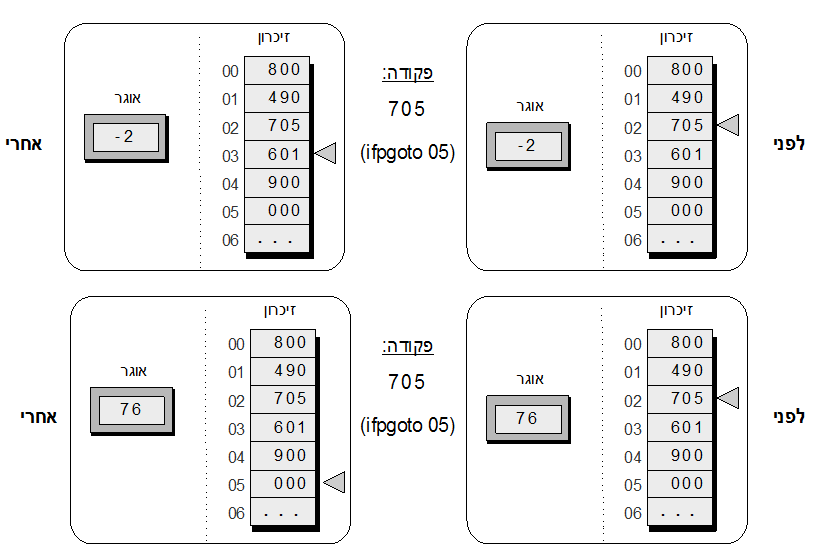 לפני
זיכרון
00 800
01 490
02 705
03 601
04 900
05 000
06 ...
אוגר
-2
פקודה:
705
(ifpgoto 05)
זיכרון
00 800
01 490
02 705
03 601
04 900
05 000
06 ...
אוגר
-2
אחרי
לפני
זיכרון
00 800
01 490
02 705
03 601
04 900
05 000
06 ...
אוגר
76
פקודה:
705
(ifpgoto 05)
זיכרון
00 800
01 490
02 705
03 601
04 900
05 000
06 ...
אוגר
76
אחרי